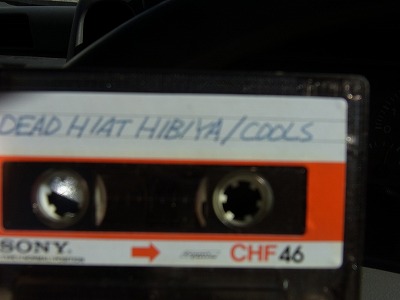 DEAD HIAT HIBIYA/COOLS
SONY.
CHF 46